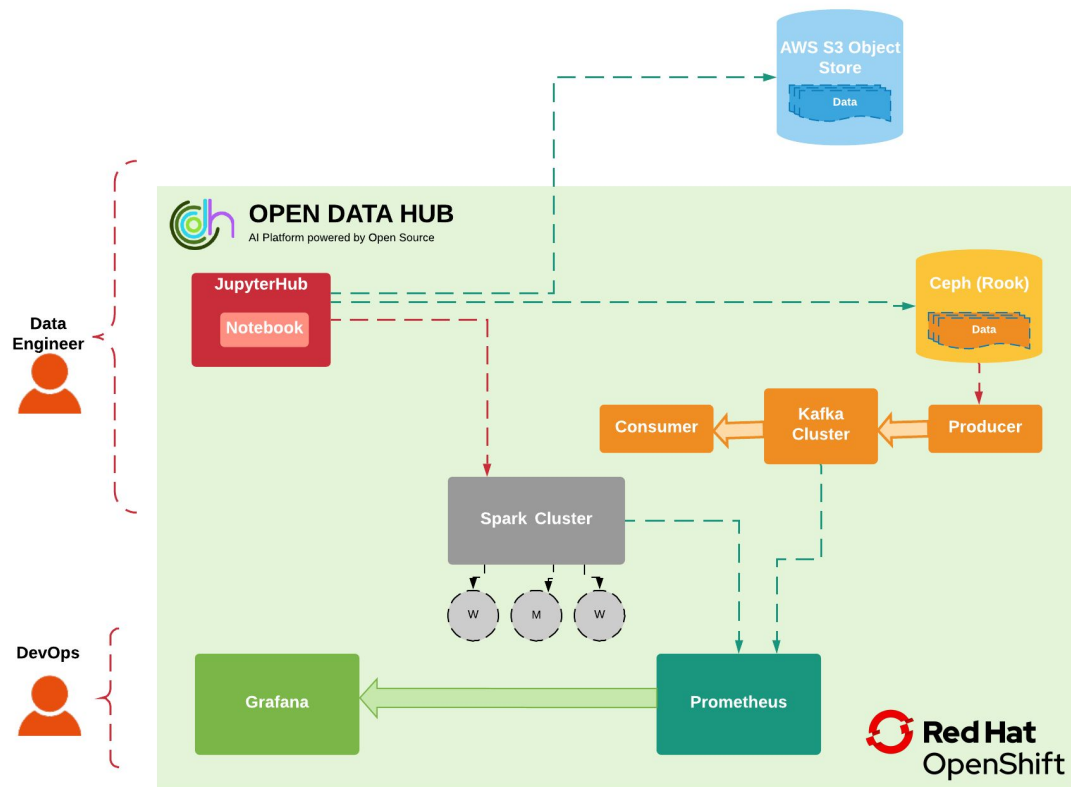 AWS S3 Object
Store
Data
OPEN DATA HUB
AI Platform powered by Open Source
JupyterHub
Notebook
Ceph (Rook)
Data
Data
Engineer
Consumer
Kafka
Cluster
Producer
Spark Cluster
W
M
W
DevOps
Grafana
Prometheus
Red Hat
OpenShift